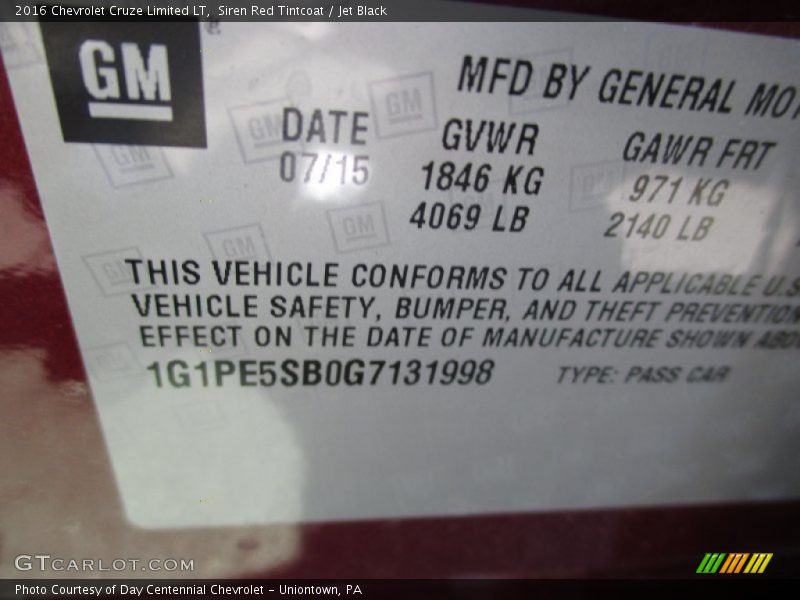 2016 Chevrolet Cruze Limited LT, Siren Red Tintcoat / Jet Black
GM
MFD BY GENERAL MO
DATE GVWR GAWR FRT
07/15 1846 KG 971 KG
4069 LB 2140 LB
THIS VEHICLE CONFORMS TO ALL APPLICABLE U.S
VEHICLE SAFETY, BUMPER, AND THEFT PREVENTION
EFFECT ON THE DATE OF MANUFACTURE SHOWN ABO
1G1PE5SB0G7131998 TYPE: PASS CAR
GTCARLOT.COM
Photo Courtesy of Day Centennial Chevrolet - Uniontown, PA